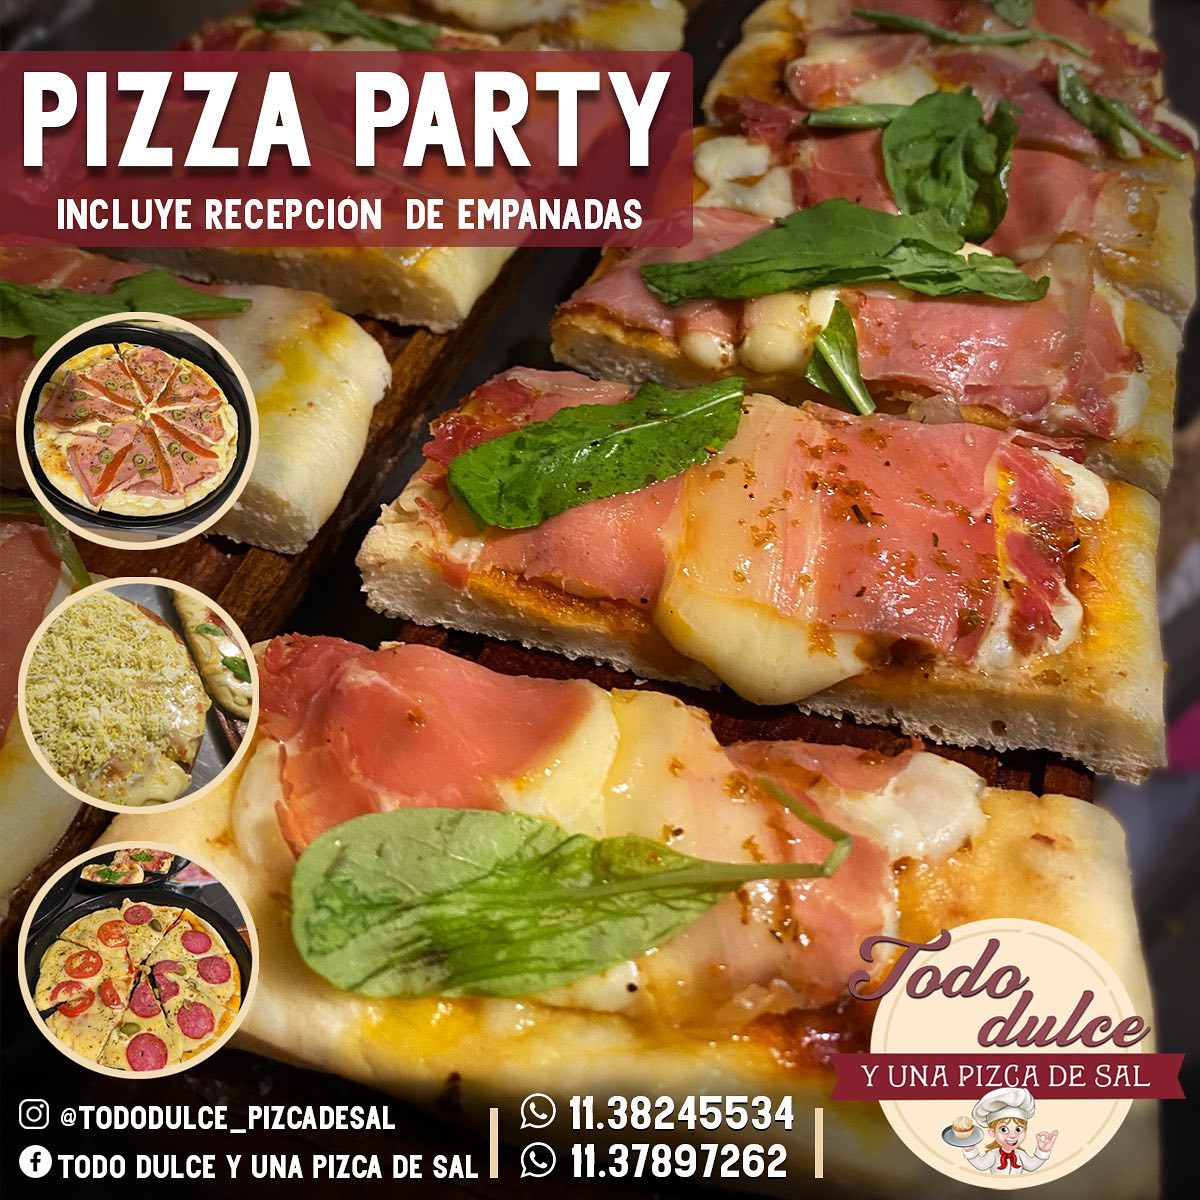 PIZZA PARTY
INCLUYE RECEPCIÓN DE EMPANADAS
Todo
dulce
Y UNA PIZCA DE SAL
@TODODULCE_PIZCADESAL
TODO DULCE Y UNA PIZCA DE SAL
11.38245534
11.37897262